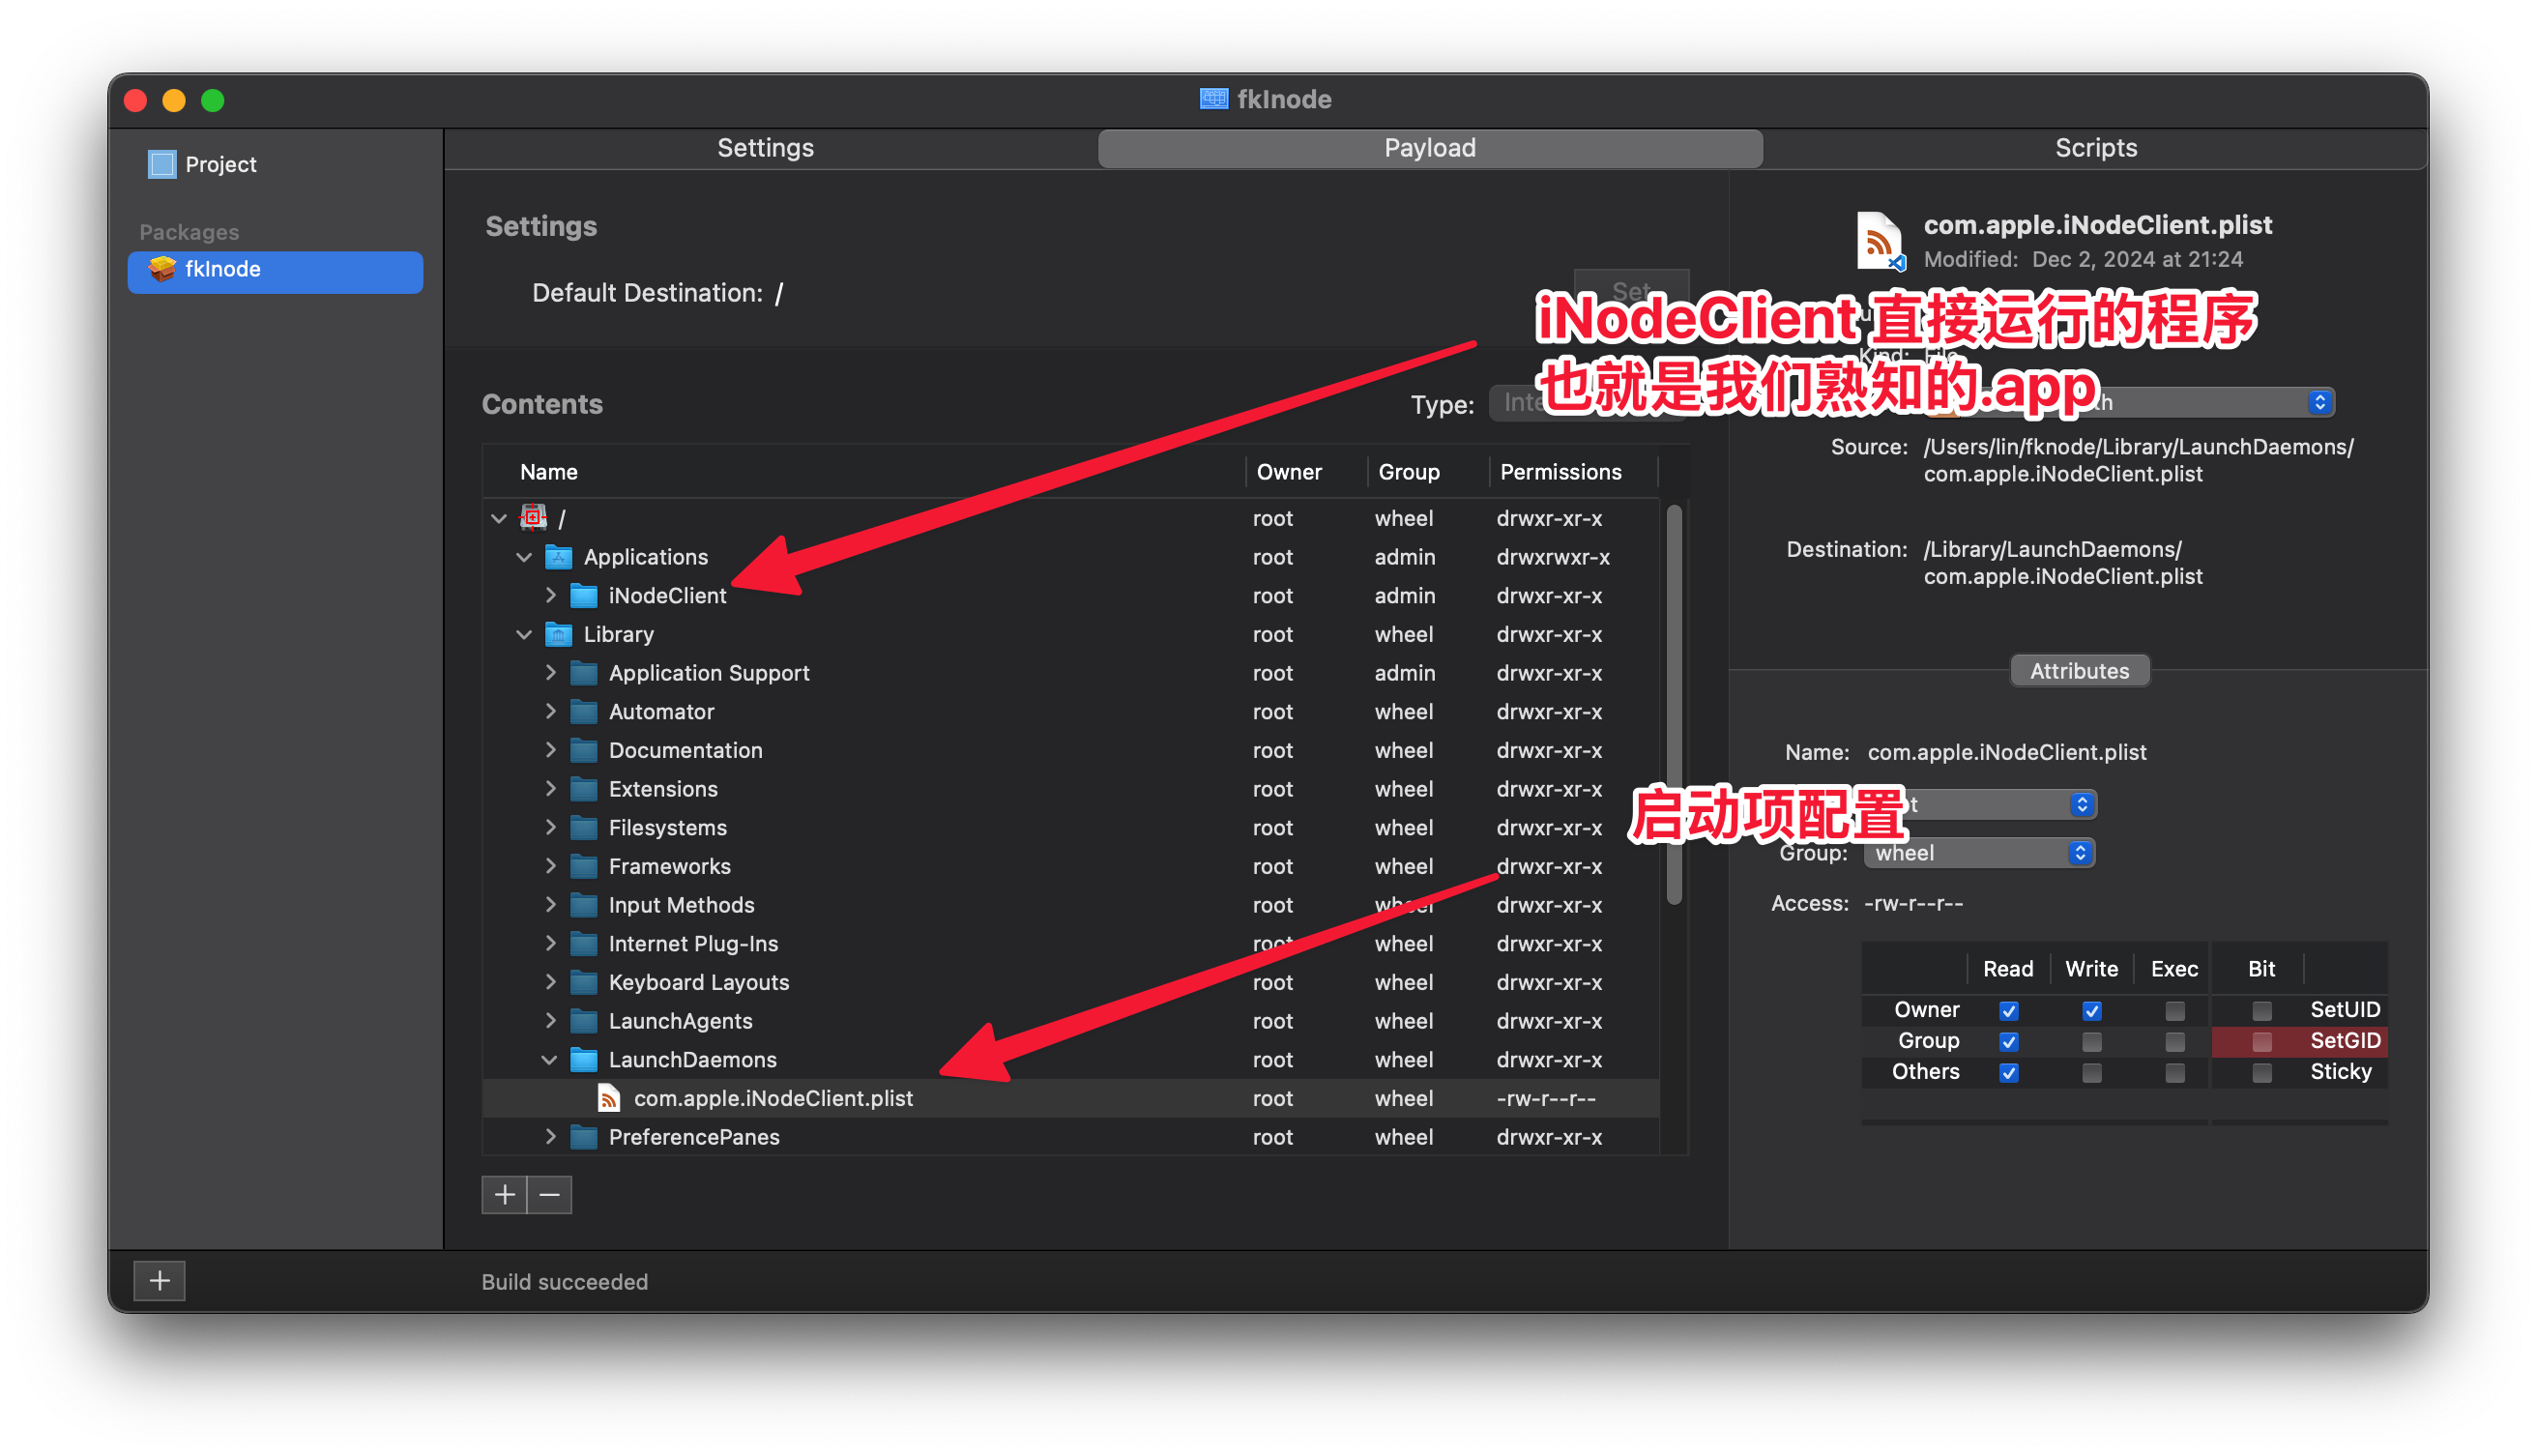 fkInode
Project
Packages
fkInode
Settings
Payload
Scripts
Settings
Default Destination: /
Set
Contents
Type:
Name Owner Group Permissions
/ root wheel drwxr-xr-x
Applications root admin drwxrwxr-x
iNodeClient root admin drwxr-xr-x
Library root wheel drwxr-xr-x
Application Support root admin drwxr-xr-x
Automator root wheel drwxr-xr-x
Documentation root wheel drwxr-xr-x
Extensions root wheel drwxr-xr-x
Filesystems root wheel drwxr-xr-x
Frameworks root wheel drwxr-xr-x
Input Methods root wheel drwxr-xr-x
Internet Plug-Ins root wheel drwxr-xr-x
Keyboard Layouts root wheel drwxr-xr-x
LaunchAgents root wheel drwxr-xr-x
LaunchDaemons root wheel drwxr-xr-x
com.apple.iNodeClient.plist root wheel -rw-r--r--
PreferencePanes root wheel drwxr-xr-x
Build succeeded
com.apple.iNodeClient.plist
Modified: Dec 2, 2024 at 21:24
iNodeClient 直接运行的程序
Kind: File
也就是我们熟知的.app
Source: /Users/lin/fknode/Library/LaunchDaemons/
com.apple.iNodeClient.plist
Destination: /Library/LaunchDaemons/
com.apple.iNodeClient.plist
Attributes
Name: com.apple.iNodeClient.plist
启动项配置
Group: wheel
Access: -rw-r--r--
Read Write Exec Bit
Owner SetUID
Group SetGID
Others Sticky